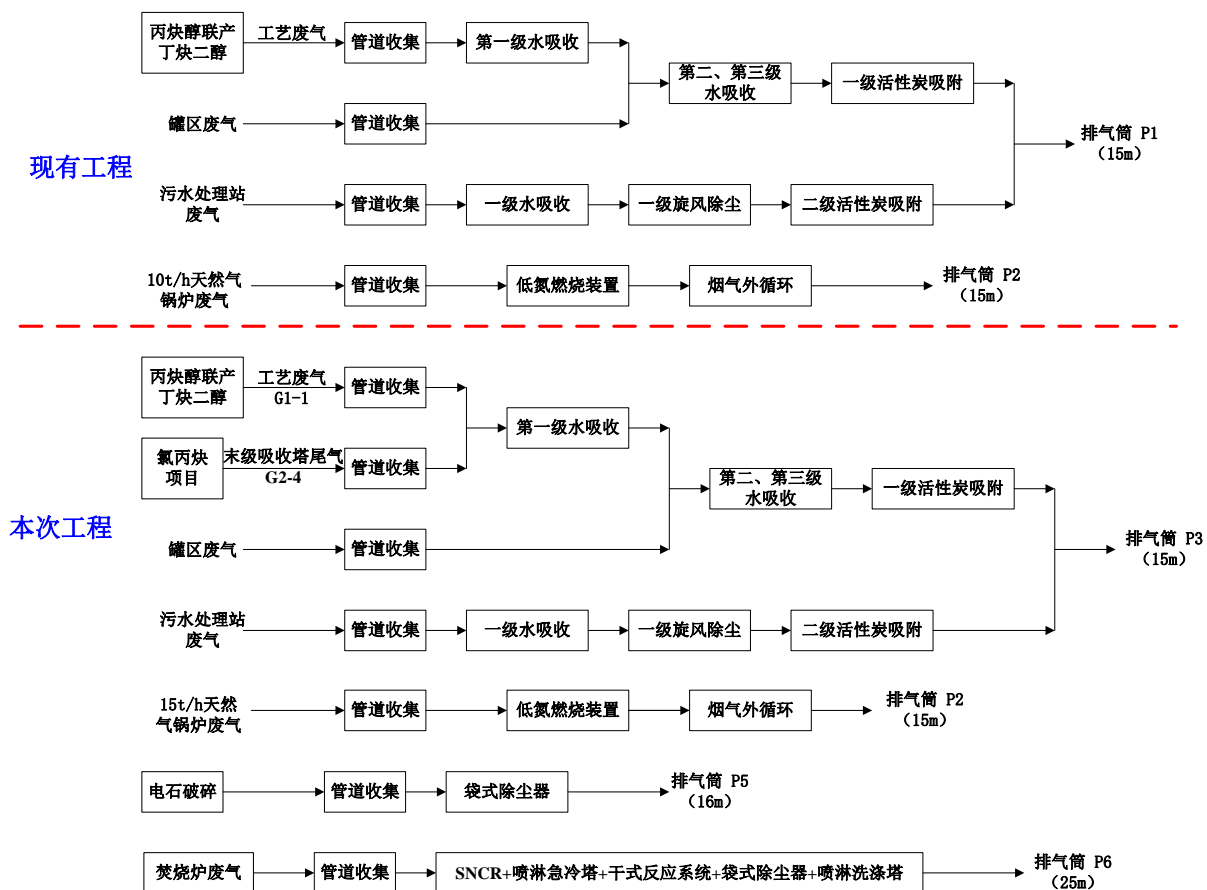 丙炔醇联产
丁炔二醇
工艺废气
管道收集
第一级水吸收
第二、第三级
水吸收
一级活性炭吸附
罐区废气
管道收集
排气筒 P1
（15m）
现有工程
污水处理站
废气
管道收集
一级水吸收
一级旋风除尘
二级活性炭吸附
10t/h天然气
锅炉废气
管道收集
低氮燃烧装置
烟气外循环
排气筒 P2
（15m）
丙炔醇联产
丁炔二醇
工艺废气
G1-1
管道收集
第一级水吸收
氯丙炔
项目
末级吸收塔尾气
G2-4
管道收集
第二、第三级
水吸收
一级活性炭吸附
本次工程
罐区废气
管道收集
排气筒 P3
（15m）
污水处理站
废气
管道收集
一级水吸收
一级旋风除尘
二级活性炭吸附
15t/h天然
气锅炉废气
管道收集
低氮燃烧装置
烟气外循环
排气筒 P2
（15m）
电石破碎
管道收集
袋式除尘器
排气筒 P5
（16m）
焚烧炉废气
管道收集
SNCR+喷淋急冷塔+干式反应系统+袋式除尘器+喷淋洗涤塔
排气筒 P6
（25m）